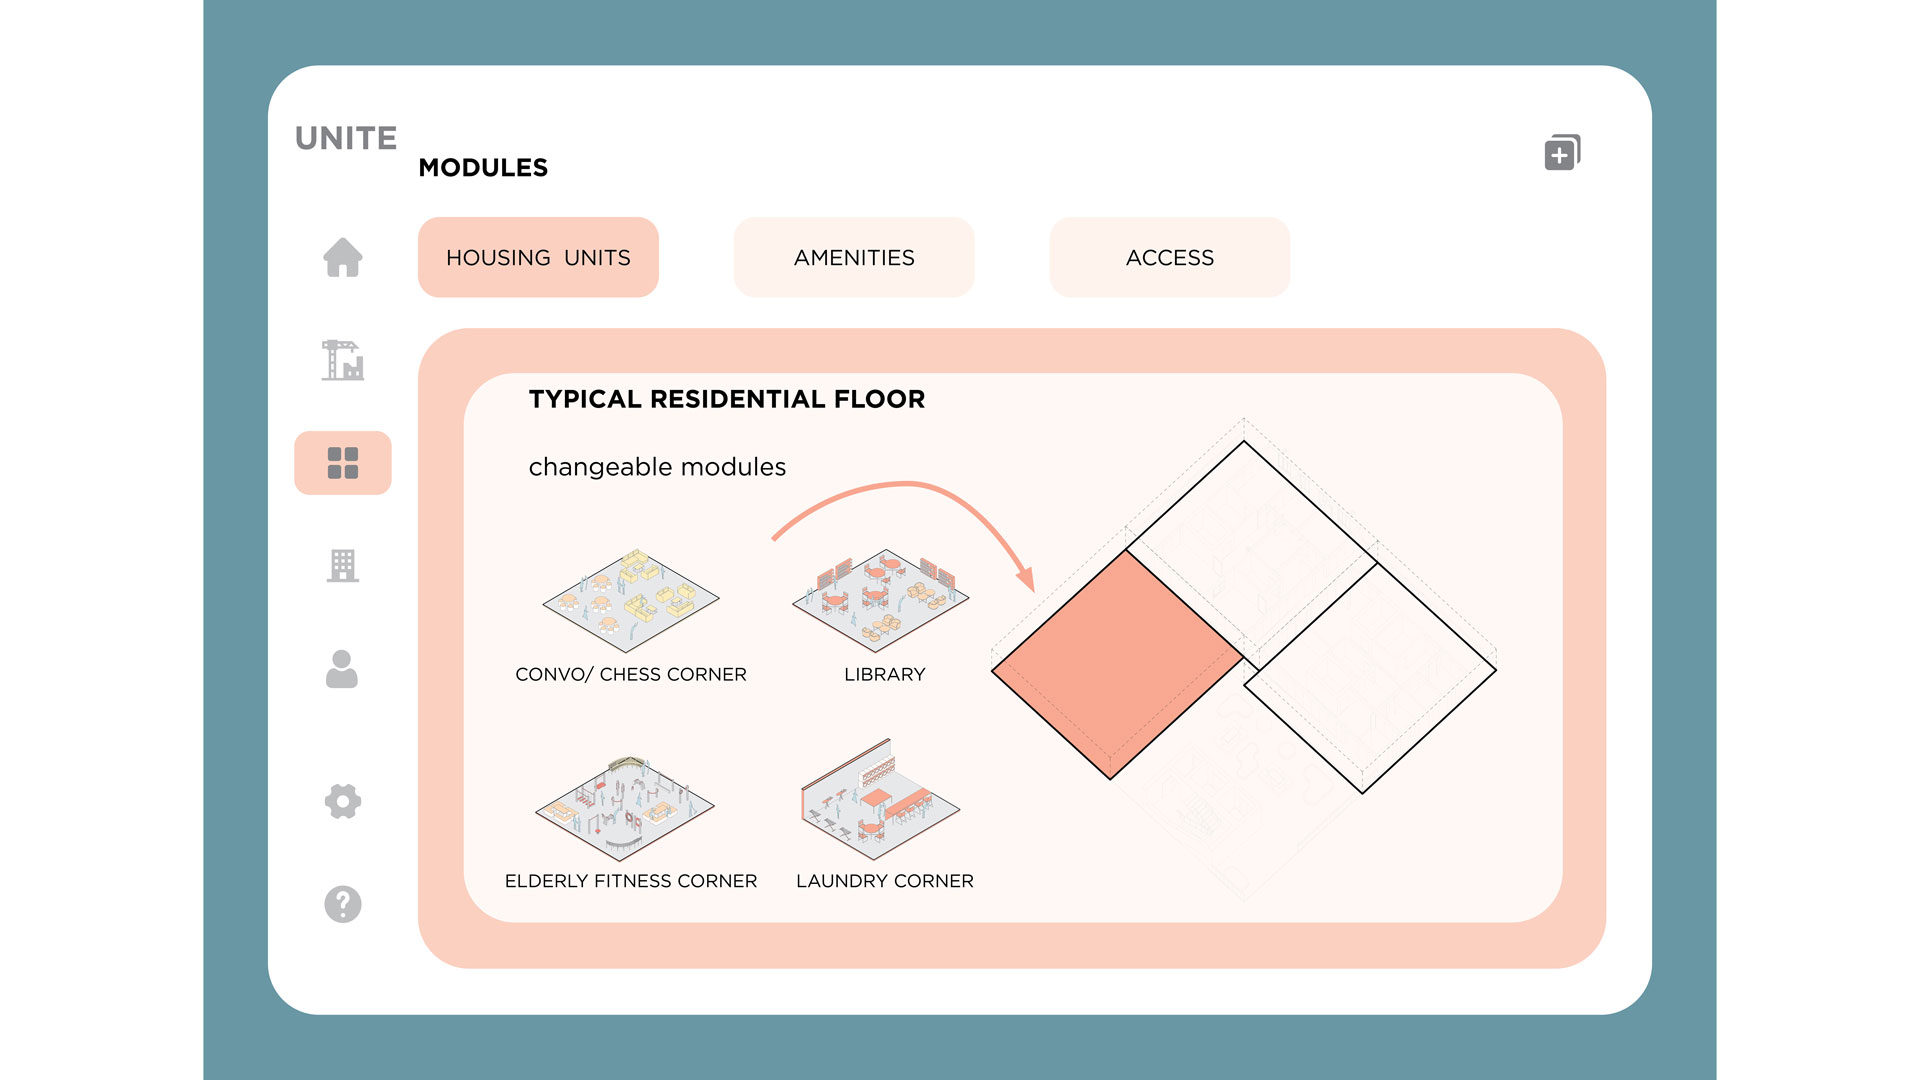 UNITE
MODULES
HOUSING UNITS
AMENITIES
ACCESS
TYPICAL RESIDENTIAL FLOOR
changeable modules
CONVO/ CHESS CORNER
LIBRARY
ELDERLY FITNESS CORNER
LAUNDRY CORNER